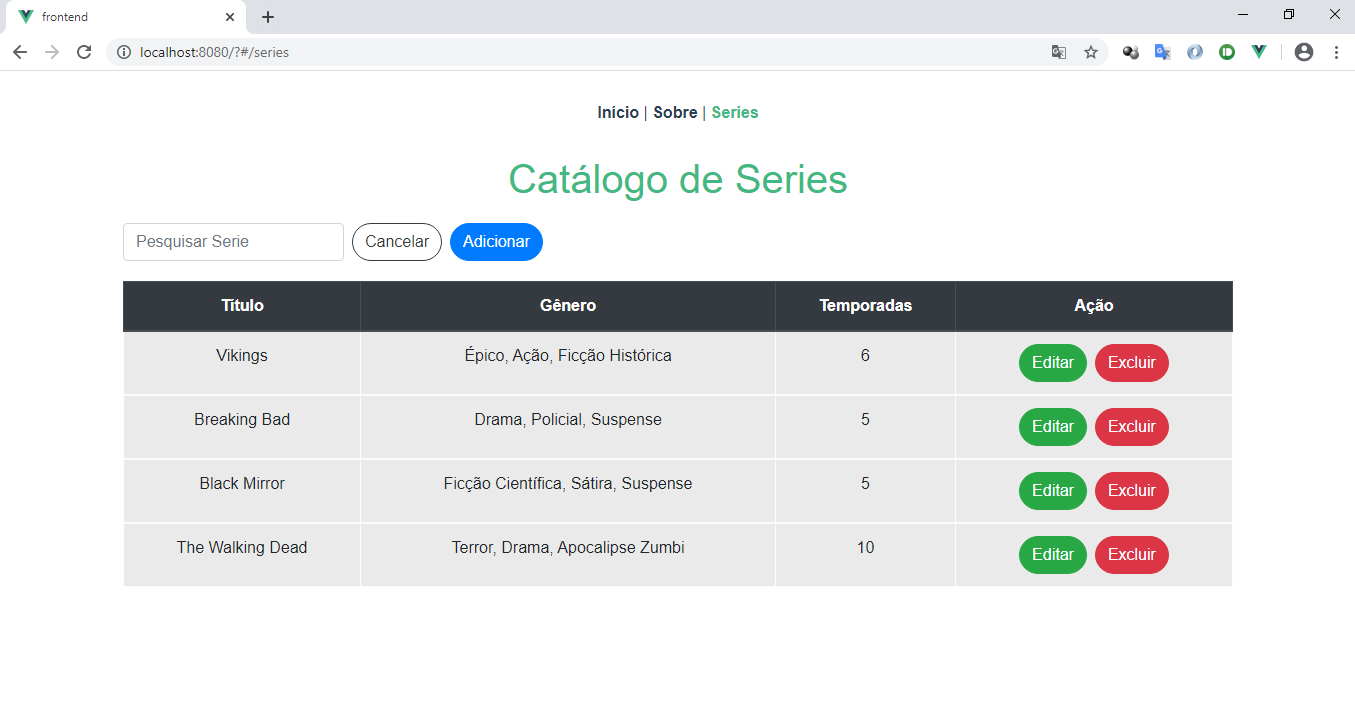 frontend
localhost:8080/?#/series
Início | Sobre | Series
Catálogo de Series
Pesquisar Serie Cancelar Adicionar
Título Gênero Temporadas Ação
Vikings Épico, Ação, Ficção Histórica 6 Editar Excluir
Breaking Bad Drama, Policial, Suspense 5 Editar Excluir
Black Mirror Ficção Científica, Sátira, Suspense 5 Editar Excluir
The Walking Dead Terror, Drama, Apocalipse Zumbi 10 Editar Excluir